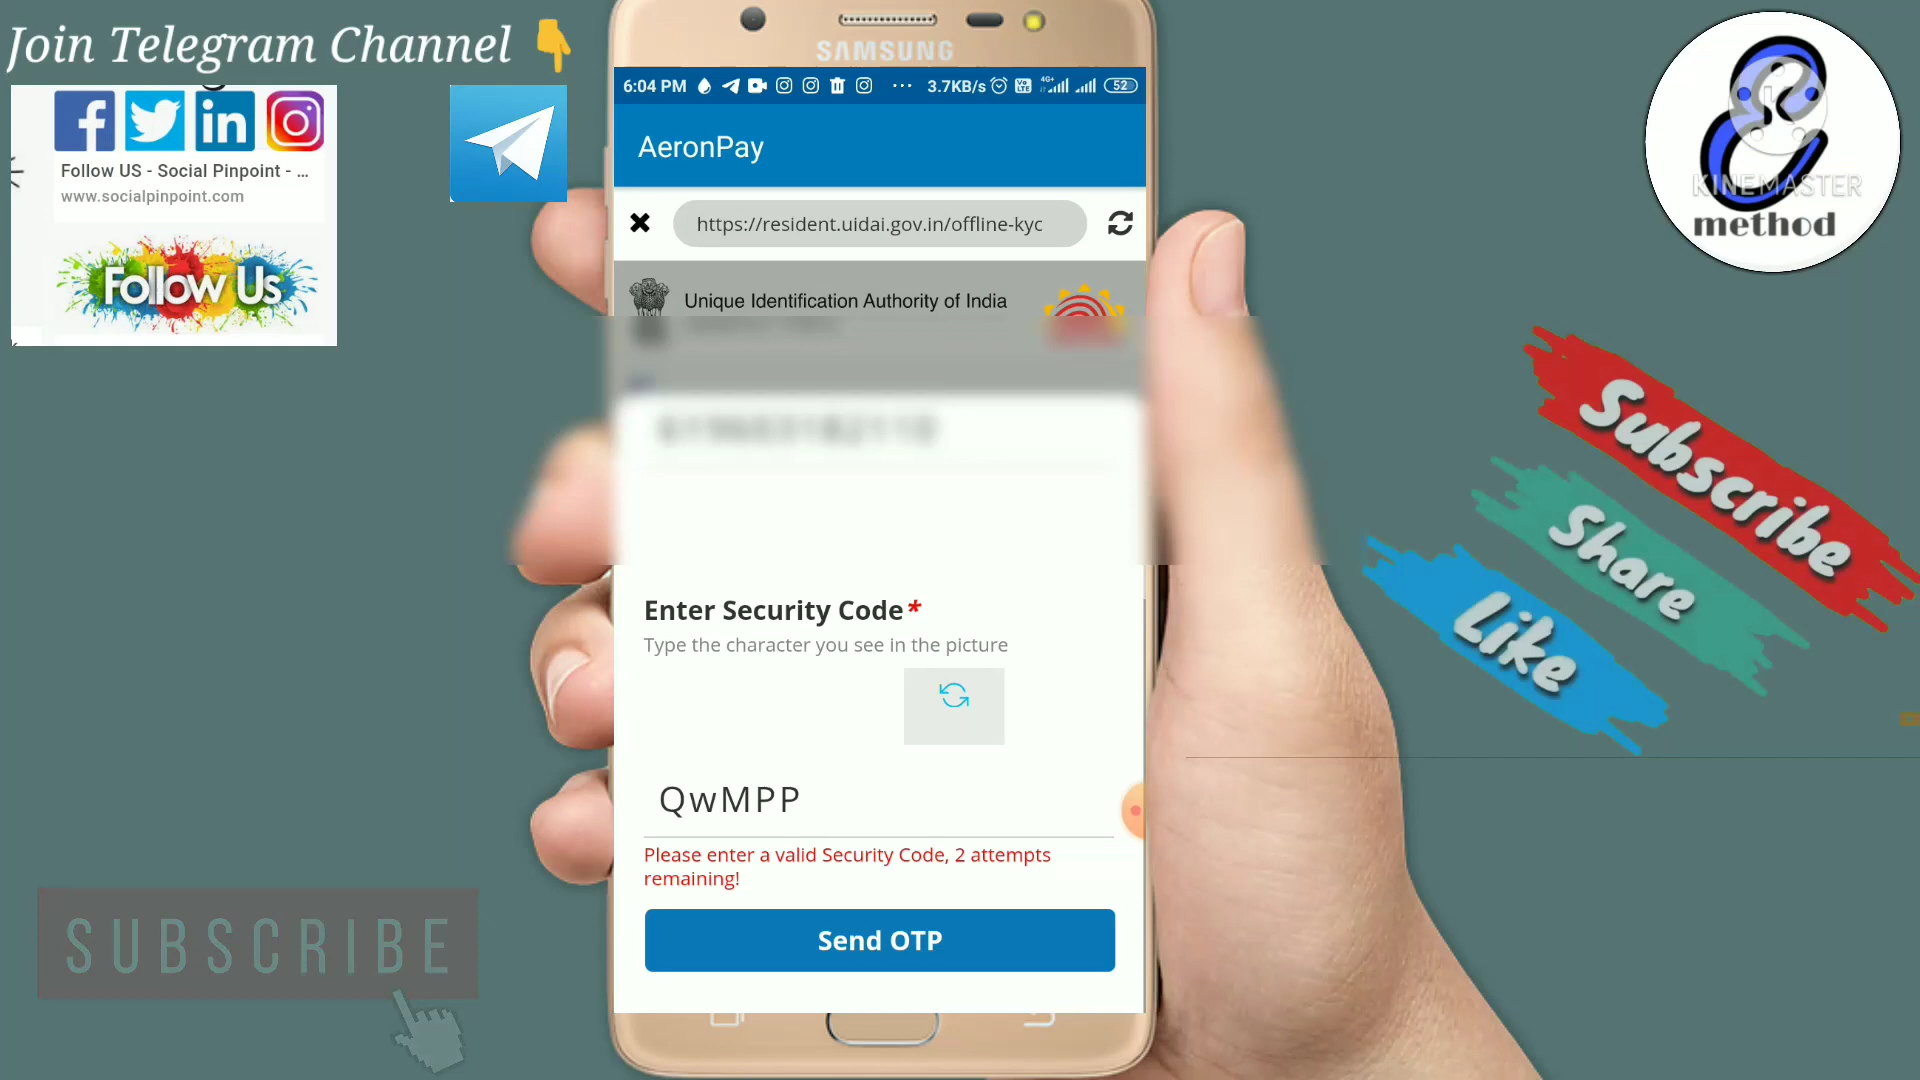 Join Telegram Channel 👇
Follow US - Social Pinpoint - ...
www.socialpinpoint.com
Follow Us
SAMSUNG
6:04 PM ... 3.7KB/s 4G+ 52
AeronPay
https://resident.uidai.gov.in/offline-kyc
Unique Identification Authority of India
Enter Security Code*
Type the character you see in the picture
QwMPP
Please enter a valid Security Code, 2 attempts
remaining!
Send OTP
KINEMASTER
method
Subscribe
Share
Like
SUBSCRIBE